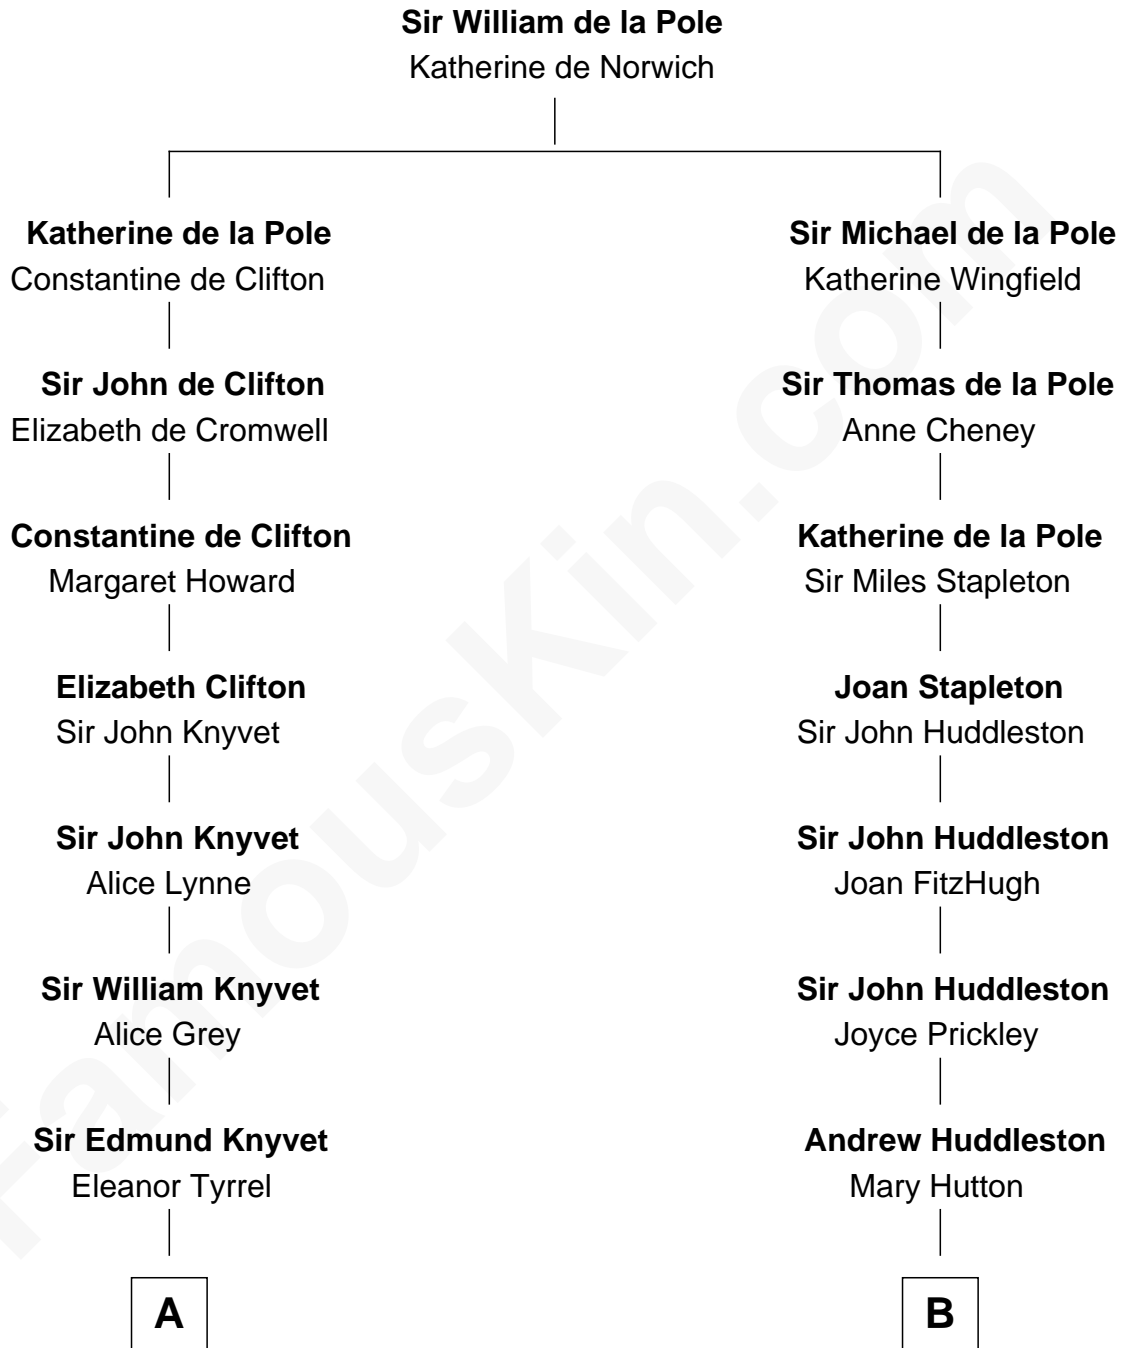 Sir William de la Pole
Katherine de Norwich
Katherine de la Pole
Constantine de Clifton
Sir Michael de la Pole
Katherine Wingfield
Sir John de Clifton
Elizabeth de Cromwell
Sir Thomas de la Pole
Anne Cheney
Constantine de Clifton
Margaret Howard
Katherine de la Pole
Sir Miles Stapleton
Elizabeth Clifton
Sir John Knyvet
Joan Stapleton
Sir John Huddleston
Sir John Knyvet
Alice Lynne
Sir John Huddleston
Joan FitzHugh
Sir William Knyvet
Alice Grey
Sir John Huddleston
Joyce Prickley
Sir Edmund Knyvet
Eleanor Tyrrel
Andrew Huddleston
Mary Hutton
A
B
FamousKin.com